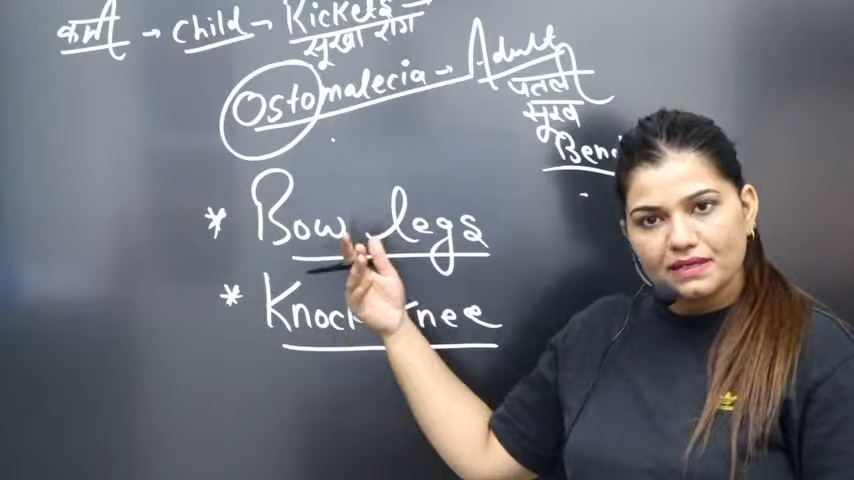 कमी → Child → Rickets →
सूखा रोग
Ostomalecia → Adult
पतले
सूख
Bend
* Bow legs
* Knock knee